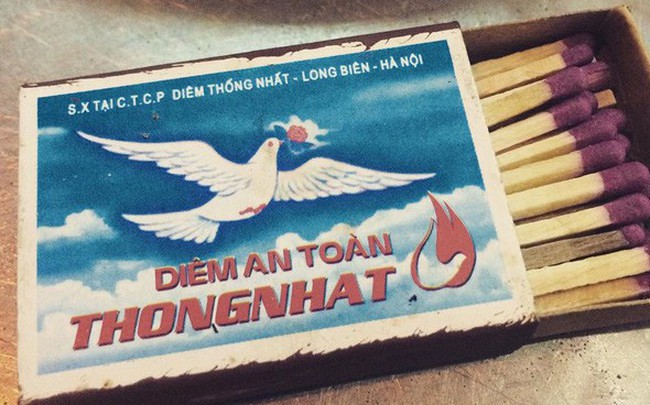 S.X TẠI C.T.C.P DIÊM THỐNG NHẤT - LONG BIÊN - HÀ NỘI
DIÊM AN TOÀN
THONGNHAT